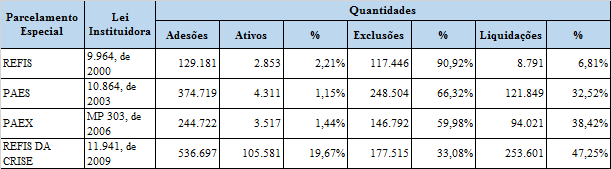 Parcelamento Especial Lei Instituidora Quantidades
Adesões Ativos % Exclusões % Liquidações %
REFIS 9.964, de 2000 129.181 2.853 2,21% 117.446 90,92% 8.791 6,81%
PAES 10.864, de 2003 374.719 4.311 1,15% 248.504 66,32% 121.849 32,52%
PAEX MP 303, de 2006 244.722 3.517 1,44% 146.792 59,98% 94.021 38,42%
REFIS DA CRISE 11.941, de 2009 536.697 105.581 19,67% 177.515 33,08% 253.601 47,25%